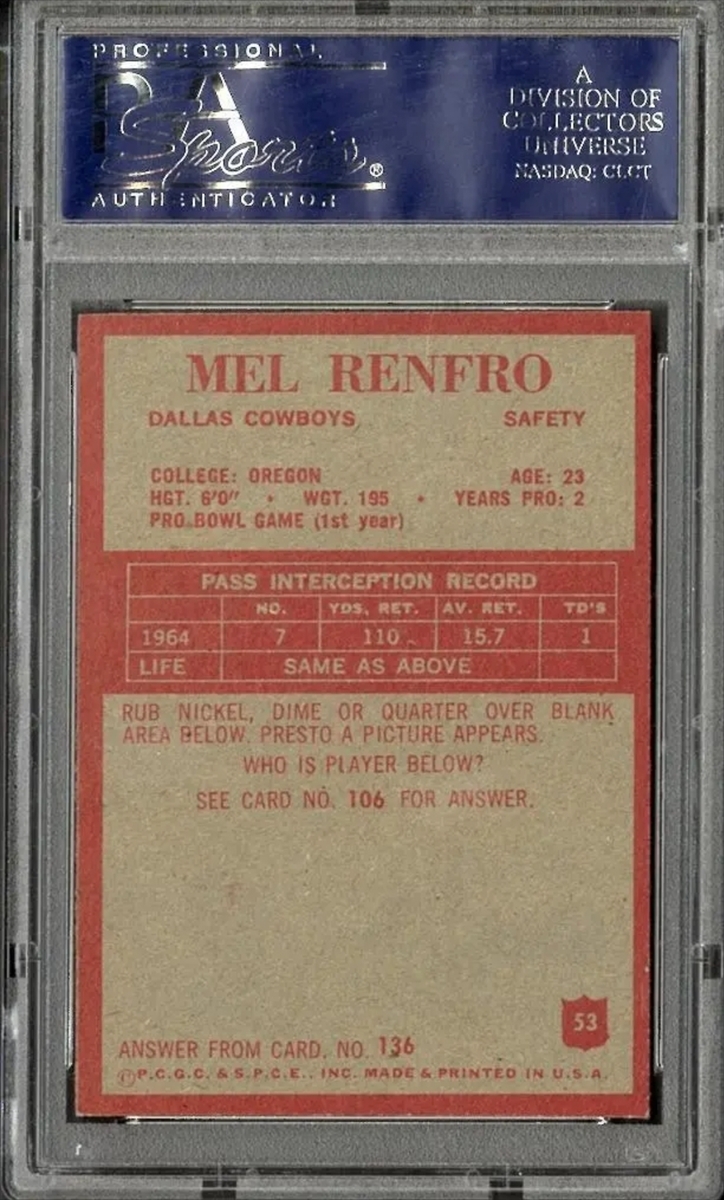 PROFESSIONAL
PSA
Sports®
AUTHENTICATOR
A
DIVISION OF
COLLECTORS
UNIVERSE
NASDAQ: CLCT
MEL RENFRO
DALLAS COWBOYS SAFETY
COLLEGE: OREGON AGE: 23
HGT. 6'0" • WGT. 195 • YEARS PRO: 2
PRO BOWL GAME (1st year)
PASS INTERCEPTION RECORD
NO. YDS. RET. AV. RET. TD'S
1964 7 110 15.7 1
LIFE SAME AS ABOVE
RUB NICKEL, DIME OR QUARTER OVER BLANK
AREA BELOW. PRESTO A PICTURE APPEARS.
WHO IS PLAYER BELOW?
SEE CARD NO. 106 FOR ANSWER.
53
ANSWER FROM CARD. NO. 136
©P.C.G.C. & S.P.C.E., INC. MADE & PRINTED IN U.S.A.